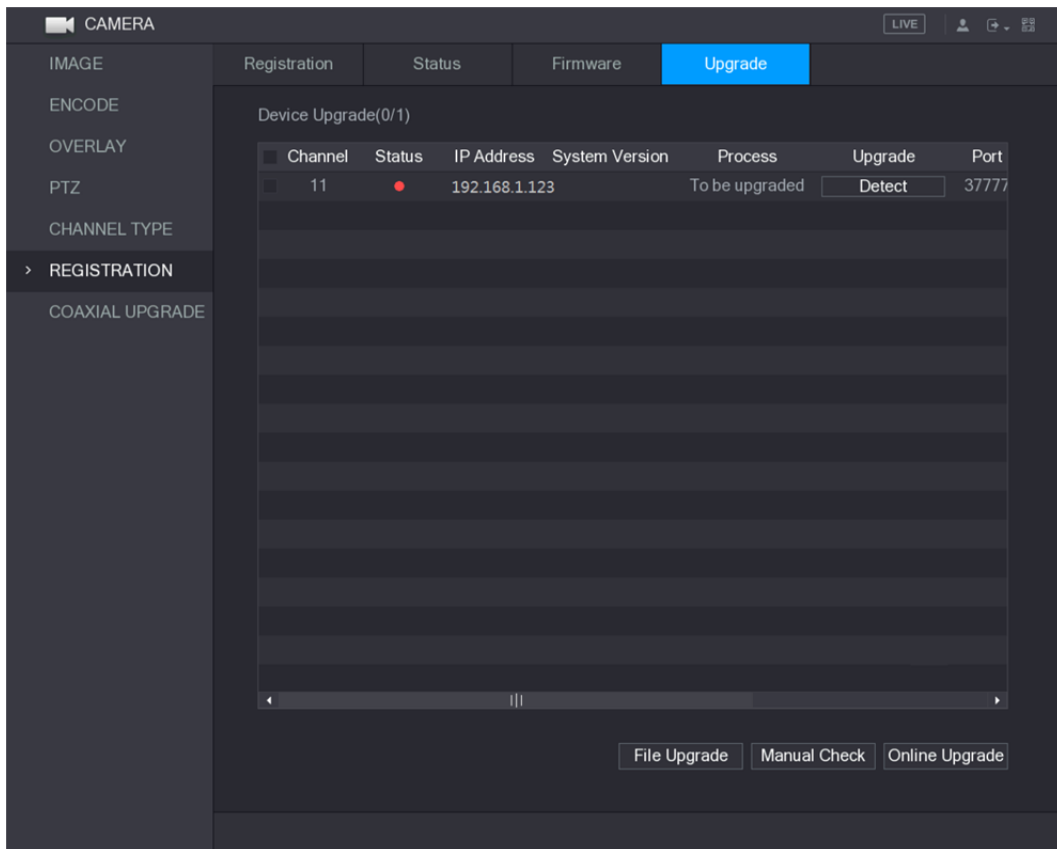 CAMERA LIVE
IMAGE
ENCODE
OVERLAY
PTZ
CHANNEL TYPE
REGISTRATION
COAXIAL UPGRADE
Registration Status Firmware Upgrade
Device Upgrade(0/1)
Channel Status IP Address System Version Process Upgrade Port
11 192.168.1.123 To be upgraded Detect 37777
File Upgrade Manual Check Online Upgrade